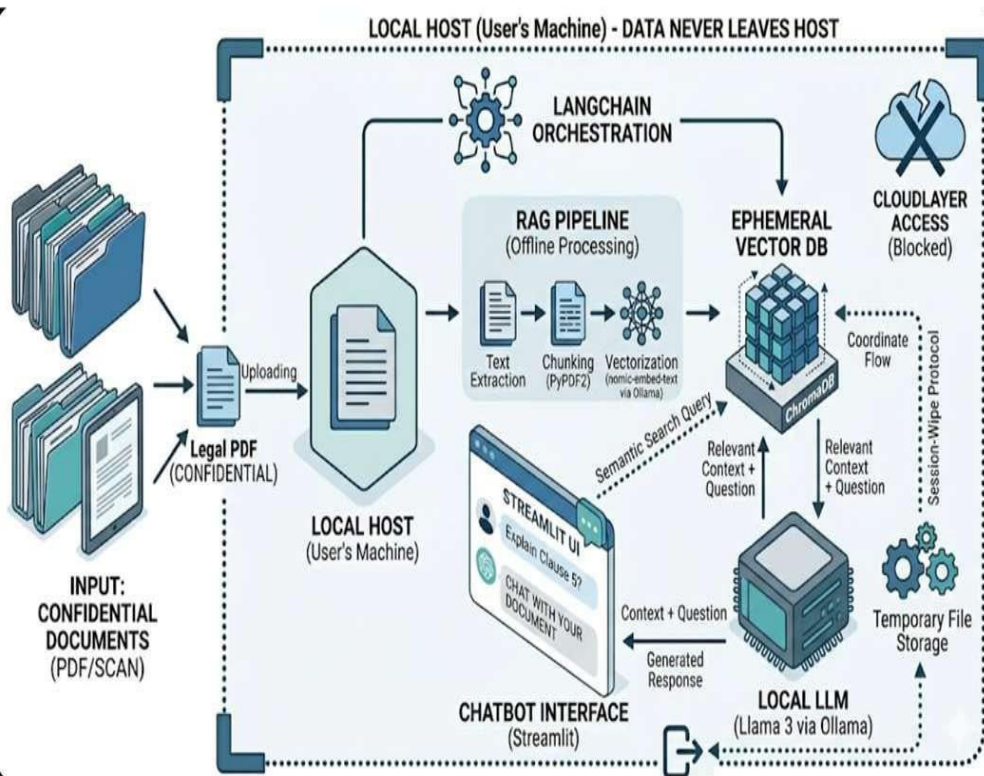 LOCAL HOST (User's Machine) - DATA NEVER LEAVES HOST
LANGCHAIN
ORCHESTRATION
CLOUDLAYER
ACCESS
(Blocked)
RAG PIPELINE
(Offline Processing)
Text
Extraction
Chunking
(PyPDF2)
Vectorization
(nomic-embed-text
via Ollama)
EPHEMERAL
VECTOR DB
ChromaDB
Coordinate
Flow
Session-Wipe Protocol
Uploading
Legal PDF
(CONFIDENTIAL)
LOCAL HOST
(User's Machine)
INPUT:
CONFIDENTIAL
DOCUMENTS
(PDF/SCAN)
Semantic Search Query
Relevant
Context +
Question
Relevant
Context
+ Question
STREAMLIT UI
Explain Clause 5?
CHAT WITH YOUR
DOCUMENT
Context + Question
Generated
Response
CHATBOT INTERFACE
(Streamlit)
LOCAL LLM
(Llama 3 via Ollama)
Temporary File
Storage